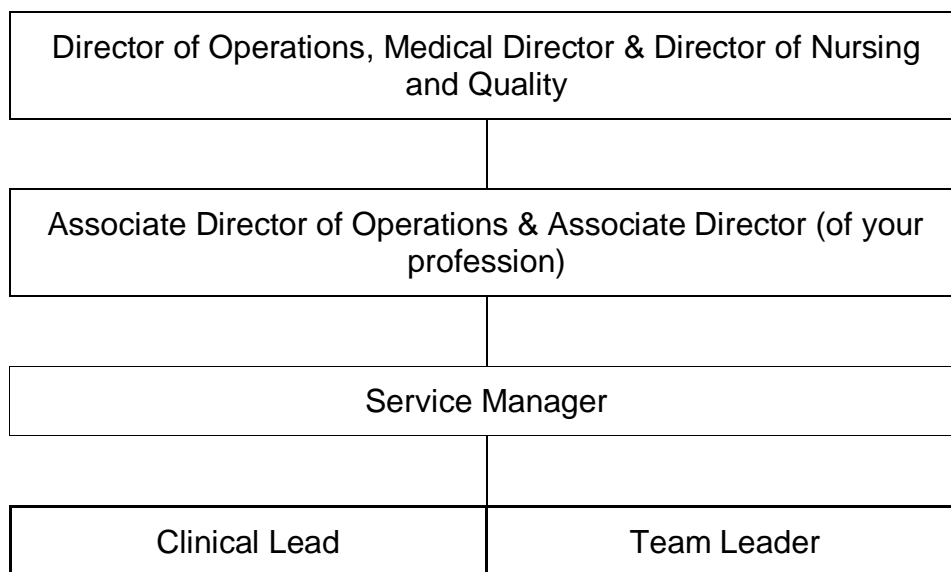 Director of Operations, Medical Director & Director of Nursing
and Quality
Associate Director of Operations & Associate Director (of your
profession)
Service Manager
Clinical Lead
Team Leader